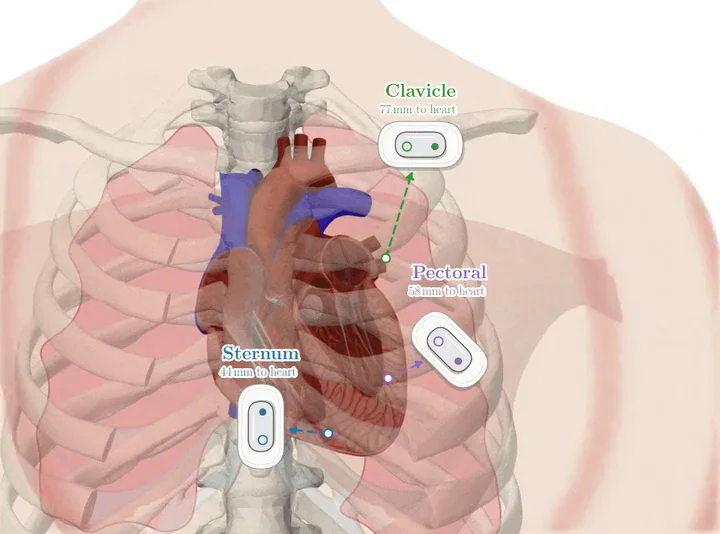 Clavicle
77 mm to heart
Pectoral
58 mm to heart
Sternum
44 mm to heart